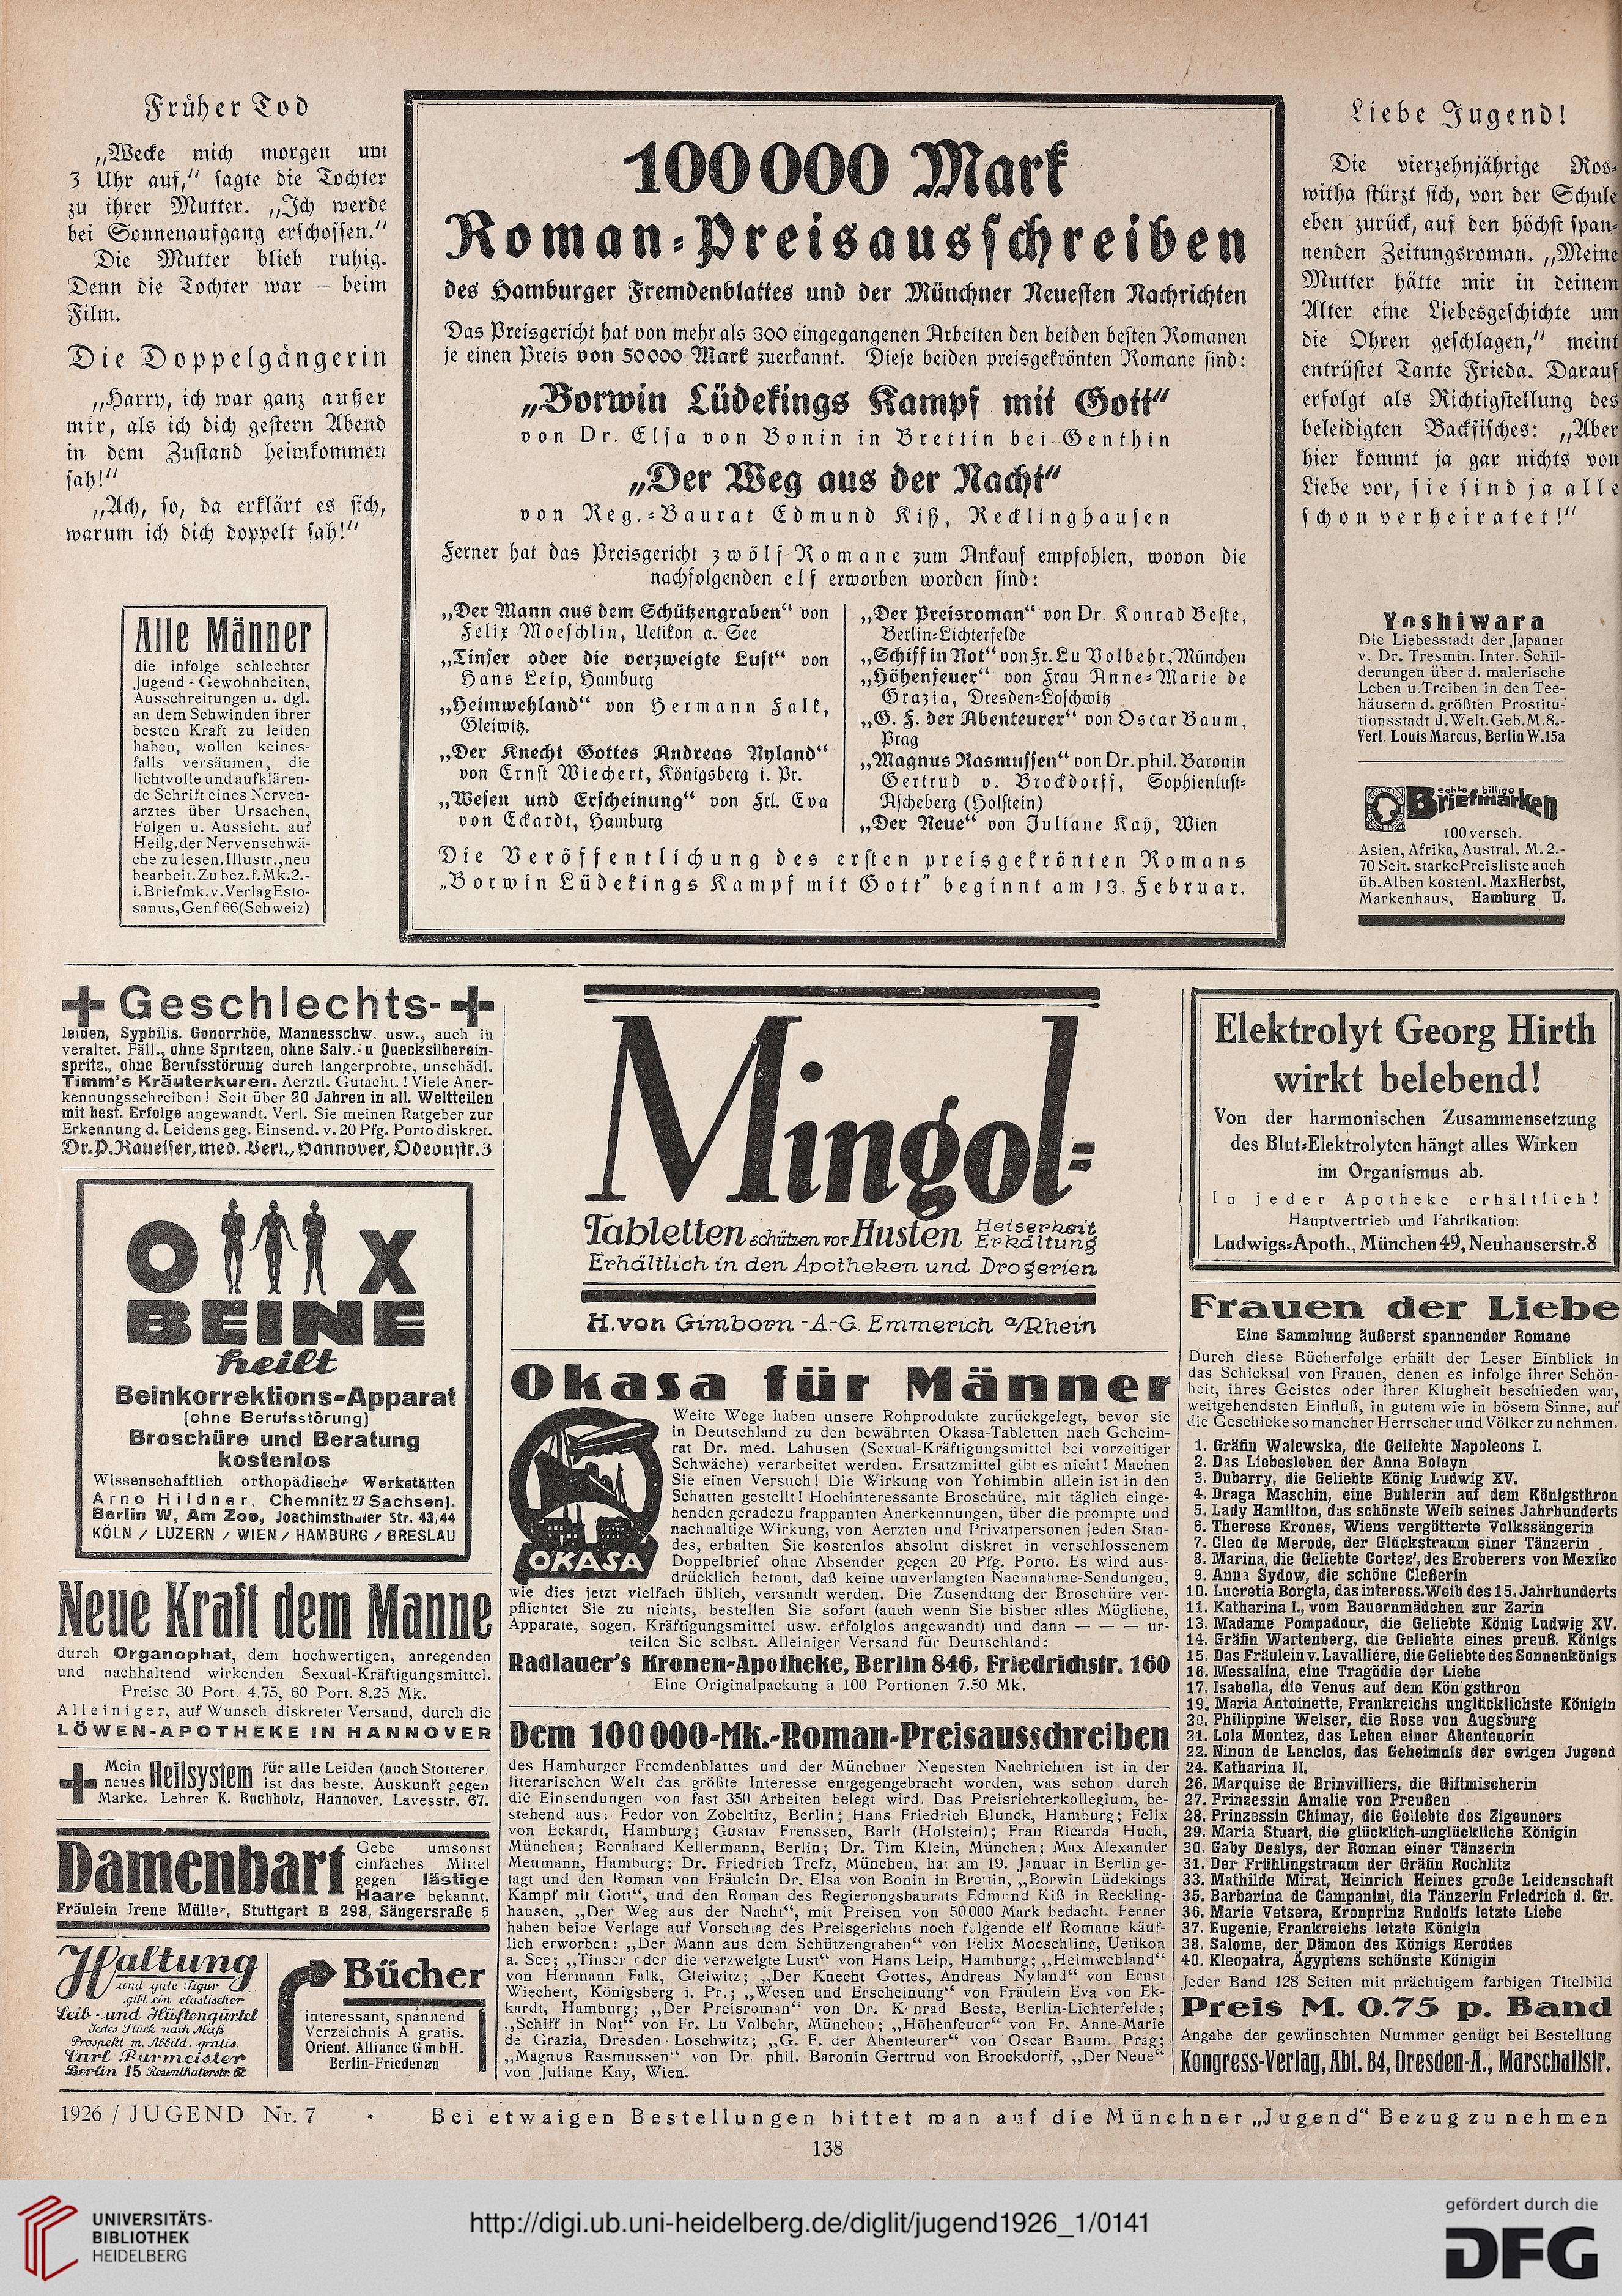 Früher Tod
„Wecke mich morgen um
3 Uhr auf,“ sagte die Tochter
zu ihrer Mutter. „Ich werde
bei Sonnenaufgang erschossen.“
Die Mutter blieb ruhig.
Denn die Tochter war — beim
Film.
Die Doppelgängerin
„Harry, ich war ganz außer
mir, als ich dich gestern Abend
in dem Zustand heimkommen
sah!“
„Ach, so, da erklärt es sich,
warum ich dich doppelt sah!“
Alle Männer
die infolge schlechter
Jugend-Gewohnheiten,
Ausschreitungen u. dgl.
an dem Schwinden ihrer
besten Kraft zu leiden
haben, wollen keines-
falls versäumen, die
lichtvolle und aufklären-
de Schrift eines Nerven-
arztes über Ursachen,
Folgen u. Aussicht. auf
Heilg. der Nervenschwä-
che zu lesen. Illustr., neu
bearbeit. Zu bez. f. Mk. 2.-
i. Briefmk. v. Verlag Esto-
sanus, Genf 66 (Schweiz)
100000 Mark
Roman-Preisausschreiben
des Hamburger Fremdenblattes und der Münchner Neuesten Nachrichten
Das Preisgericht hat von mehr als 300 eingegangenen Arbeiten den beiden besten Romanen
je einen Preis von 50000 Mark zuerkannt. Diese beiden preisgekrönten Romane sind:
„Borwin Lüdekings Kampf mit Gott“
von Dr. Elsa von Bonin in Brettin bei Genthin
„Der Weg aus der Nacht“
von Reg.-Baurat Edmund Kiß, Recklinghausen
Ferner hat das Preisgericht zwölf Romane zum Ankauf empfohlen, wovon die
nachfolgenden elf erworben worden sind:
„Der Mann aus dem Schützengraben“ von
Felix Moeschlin, Uetikon a. See
„Tinser oder die verzweigte Lust“ von
Hans Leip, Hamburg
„Heimwehland“ von Hermann Falk,
Gleiwitz.
„Der Knecht Gottes Andreas Nyland“
von Ernst Wiechert, Königsberg i. Pr.
„Wesen und Erscheinung“ von Frl. Eva
von Eckardt, Hamburg
„Der Preisroman“ von Dr. Konrad Beste,
Berlin-Lichterfelde
„Schiff in Not“ von Fr. Lu Volbehr, München
„Höhenfeuer“ von Frau Anne-Marie de
Grazia, Dresden-Loschwitz
„G. F. der Abenteurer“ von Oscar Baum,
Prag
„Magnus Rasmussen“ von Dr. phil. Baronin
Gertrud v. Brockdorff, Sophienlust-
Ascheberg (Holstein)
„Der Neue“ von Juliane Kay, Wien
Die Veröffentlichung des ersten preisgekrönten Romans
„Borwin Lüdekings Kampf mit Gott“ beginnt am 13. Februar.
Liebe Jugend!
Die vierzehnjährige Ros-
witha stürzt sich, von der Schule
eben zurück, auf den höchst span-
nenden Zeitungsroman. „Meine
Mutter hätte mir in deinem
Alter eine Liebesgeschichte um
die Ohren geschlagen,“ meint
entrüstet Tante Frieda. Darauf
erfolgt als Richtigstellung des
beleidigten Backfisches: „Aber
hier kommt ja gar nichts von
Liebe vor, sie sind ja alle
schon verheiratet!“
Yoshiwara
Die Liebesstadt der Japaner
v. Dr. Tresmin. Inter. Schil-
derungen über d. malerische
Leben u. Treiben in den Tee-
häusern d. größten Prostitu-
tionsstadt d. Welt. Geb. M. 8.-
Verl. Louis Marcus, Berlin W. 15a
echte billige
Briefmarken
100 versch.
Asien, Afrika, Austral. M. 2.-
70 Seit. starke Preisliste auch
üb. Alben kostenl. Max Herbst,
Markenhaus, Hamburg U.
+ Geschlechts- +
leiden, Syphilis, Gonorrhöe, Mannesschw. usw., auch in
veraltet. Fäll., ohne Spritzen, ohne Salv.- u Quecksilberein-
spritz., ohne Berufsstörung durch langerprobte, unschädl.
Timm's Kräuterkuren. Aerztl. Gutacht.! Viele Aner-
kennungsschreiben! Seit über 20 Jahren in all. Weltteilen
mit best. Erfolge angewandt. Verl. Sie meinen Ratgeber zur
Erkennung d. Leidens geg. Einsend. v. 20 Pfg. Porto diskret.
Dr. P. Raueiser, med. Verl., Hannover, Odeonstr. 3
O X
BEINE
heilt
Beinkorrektions-Apparat
(ohne Berufsstörung)
Broschüre und Beratung
kostenlos
Wissenschaftlich orthopädische Werkstätten
Arno Hildner, Chemnitz 27 Sachsen).
Berlin W, Am Zoo, Joachimsthaler Str. 43/44
KÖLN / LUZERN / WIEN / HAMBURG / BRESLAU
Neue Kraft dem Manne
durch Organophat, dem hochwertigen, anregenden
und nachhaltend wirkenden Sexual-Kräftigungsmittel.
Preise 30 Port. 4.75, 60 Port. 8.25 Mk.
Alleiniger, auf Wunsch diskreter Versand, durch die
LÖWEN-APOTHEKE IN HANNOVER
+ Mein neues Heilsystem für alle Leiden (auch Stotterer)
ist das beste. Auskunft gegen
Marke. Lehrer K. Buchholz, Hannover, Lavesstr. 67.
Damenbart
Gebe umsonst
einfaches Mittel
gegen lästige
Haare bekannt.
Fräulein Irene Müller, Stuttgart B 298, Sängersraße 5
Haltung
und gute Figur
gibt ein elastischer
Leib- und Hüftengürtel
Jedes Stück nach Maß
Prospekt m. Abbild. gratis.
Carl Purmeister
Berlin 15 Rosenthalerstr. 62
Bücher
interessant, spannend
Verzeichnis A gratis.
Orient. Alliance GmbH.
Berlin-Friedenau
Mingol-
Tabletten schützen vor Husten Heiserkeit Erkältung
Erhältlich in den Apotheken und Drogerien
H. von Gimborn - A.-G. Emmerich a/Rhein
Okasa für Männer
OKASA
Weite Wege haben unsere Rohprodukte zurückgelegt, bevor sie
in Deutschland zu den bewährten Okasa-Tabletten nach Geheim-
rat Dr. med. Lahusen (Sexual-Kräftigungsmittel bei vorzeitiger
Schwäche) verarbeitet werden. Ersatzmittel gibt es nicht! Machen
Sie einen Versuch! Die Wirkung von Yohimbin allein ist in den
Schatten gestellt! Hochinteressante Broschüre, mit täglich einge-
henden geradezu frappanten Anerkennungen, über die prompte und
nachhaltige Wirkung, von Aerzten und Privatpersonen jeden Stan-
des, erhalten Sie kostenlos absolut diskret in verschlossenem
Doppelbrief ohne Absender gegen 20 Pfg. Porto. Es wird aus-
drücklich betont, daß keine unverlangten Nachnahme-Sendungen,
wie dies jetzt vielfach üblich, versandt werden. Die Zusendung der Broschüre ver-
pflichtet Sie zu nichts, bestellen Sie sofort (auch wenn Sie bisher alles Mögliche,
Apparate, sogen. Kräftigungsmittel usw. erfolglos angewandt) und dann — — — ur-
teilen Sie selbst. Alleiniger Versand für Deutschland:
Radlauer's Kronen-Apotheke, Berlin 846, Friedrichstr. 160
Eine Originalpackung à 100 Portionen 7.50 Mk.
Dem 100000-Mk.-Roman-Preisausschreiben
des Hamburger Fremdenblattes und der Münchner Neuesten Nachrichten ist in der
literarischen Welt das größte Interesse entgegengebracht worden, was schon durch
die Einsendungen von fast 350 Arbeiten belegt wird. Das Preisrichterkollegium, be-
stehend aus: Fedor von Zobeltitz, Berlin; Hans Friedrich Blunck, Hamburg; Felix
von Eckardt, Hamburg; Gustav Frenssen, Barlt (Holstein); Frau Ricarda Huch,
München; Bernhard Kellermann, Berlin; Dr. Tim Klein, München; Max Alexander
Meumann, Hamburg; Dr. Friedrich Trefz, München, hat am 19. Januar in Berlin ge-
tagt und den Roman von Fräulein Dr. Elsa von Bonin in Brettin, „Borwin Lüdekings
Kampf mit Gott“, und den Roman des Regierungsbaurats Edmund Kiß in Reckling-
hausen, „Der Weg aus der Nacht“, mit Preisen von 50000 Mark bedacht. Ferner
haben beide Verlage auf Vorschlag des Preisgerichts noch folgende elf Romane käuf-
lich erworben: „Der Mann aus dem Schützengraben“ von Felix Moeschling, Uetikon
a. See; „Tinser oder die verzweigte Lust“ von Hans Leip, Hamburg; „Heimwehland“
von Hermann Falk, Gleiwitz; „Der Knecht Gottes, Andreas Nyland“ von Ernst
Wiechert, Königsberg i. Pr.; „Wesen und Erscheinung“ von Fräulein Eva von Ek-
kardt, Hamburg; „Der Preisroman“ von Dr. Konrad Beste, Berlin-Lichterfelde;
„Schiff in Not“ von Fr. Lu Volbehr, München; „Höhenfeuer“ von Fr. Anne-Marie
de Grazia, Dresden-Loschwitz; „G. F. der Abenteurer“ von Oscar Baum. Prag;
„Magnus Rasmussen“ von Dr. phil. Baronin Gertrud von Brockdorff, „Der Neue“
von Juliane Kay, Wien.
Elektrolyt Georg Hirth
wirkt belebend!
Von der harmonischen Zusammensetzung
des Blut-Elektrolyten hängt alles Wirken
im Organismus ab.
In jeder Apotheke erhältlich!
Hauptvertrieb und Fabrikation:
Ludwigs-Apoth., München 49, Neuhauserstr. 8
Frauen der Liebe
Eine Sammlung äußerst spannender Romane
Durch diese Bücherfolge erhält der Leser Einblick in
das Schicksal von Frauen, denen es infolge ihrer Schön-
heit, ihres Geistes oder ihrer Klugheit beschieden war,
weitgehendsten Einfluß, in gutem wie in bösem Sinne, auf
die Geschicke so mancher Herrscher und Völker zu nehmen.
1. Gräfin Walewska, die Geliebte Napoleons I.
2. Das Liebesleben der Anna Boleyn
3. Dubarry, die Geliebte König Ludwig XV.
4. Draga Maschin, eine Buhlerin auf dem Königsthron
5. Lady Hamilton, das schönste Weib seines Jahrhunderts
6. Therese Krones, Wiens vergötterte Volkssängerin
7. Cleo de Merode, der Glückstraum einer Tänzerin
8. Marina, die Geliebte Cortez', des Eroberers von Mexiko
9. Anna Sydow, die schöne Gießerin
10. Lucretia Borgia, das interess. Weib des 15. Jahrhunderts
11. Katharina I., vom Bauernmädchen zur Zarin
13. Madame Pompadour, die Geliebte König Ludwig XV.
14. Gräfin Wartenberg, die Geliebte eines preuß. Königs
15. Das Fräulein v. Lavalliére, die Geliebte des Sonnenkönigs
16. Messalina, eine Tragödie der Liebe
17. Isabella, die Venus auf dem Königsthron
19. Maria Antoinette, Frankreichs unglücklichste Königin
20. Philippine Welser, die Rose von Augsburg
21. Lola Montez, das Leben einer Abenteuerin
22. Ninon de Lenclos, das Geheimnis der ewigen Jugend
24. Katharina II.
26. Marquise de Brinvilliers, die Giftmischerin
27. Prinzessin Amalie von Preußen
28. Prinzessin Chimay, die Geliebte des Zigeuners
29. Maria Stuart, die glücklich-unglückliche Königin
30. Gaby Deslys, der Roman einer Tänzerin
31. Der Frühlingstraum der Gräfin Rochlitz
33. Mathilde Mirat, Heinrich Heines große Leidenschaft
35. Barbarina de Campanini, die Tänzerin Friedrich d. Gr.
36. Marie Vetsera, Kronprinz Rudolfs letzte Liebe
37. Eugenie, Frankreichs letzte Königin
38. Salome, der Dämon des Königs Herodes
40. Kleopatra, Ägyptens schönste Königin
Jeder Band 128 Seiten mit prächtigem farbigen Titelbild
Preis M. 0.75 p. Band
Angabe der gewünschten Nummer genügt bei Bestellung
Kongress-Verlag, Abt. 84, Dresden-A., Marschallstr.
1926 / JUGEND Nr. 7
Bei etwaigen Bestellungen bittet man auf die Münchner „Jugend“ Bezug zu nehmen
138
UNIVERSITÄTS-
BIBLIOTHEK
HEIDELBERG
http://digi.ub.uni-heidelberg.de/diglit/jugend1926_1/0141
gefördert durch die
DFG